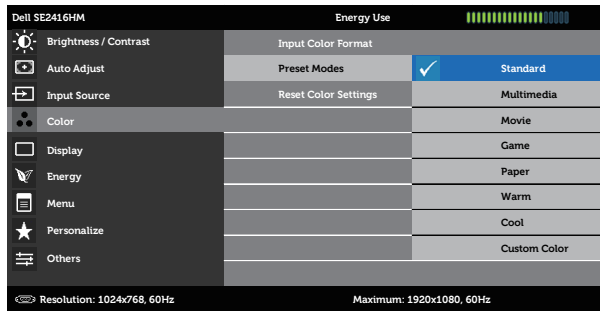 Dell SE2416HM Energy Use
Brightness / Contrast Input Color Format
Auto Adjust Preset Modes Standard
Input Source Reset Color Settings Multimedia
Color Movie
Display Game
Energy Paper
Menu Warm
Personalize Cool
Others Custom Color
Resolution: 1024x768, 60Hz Maximum: 1920x1080, 60Hz